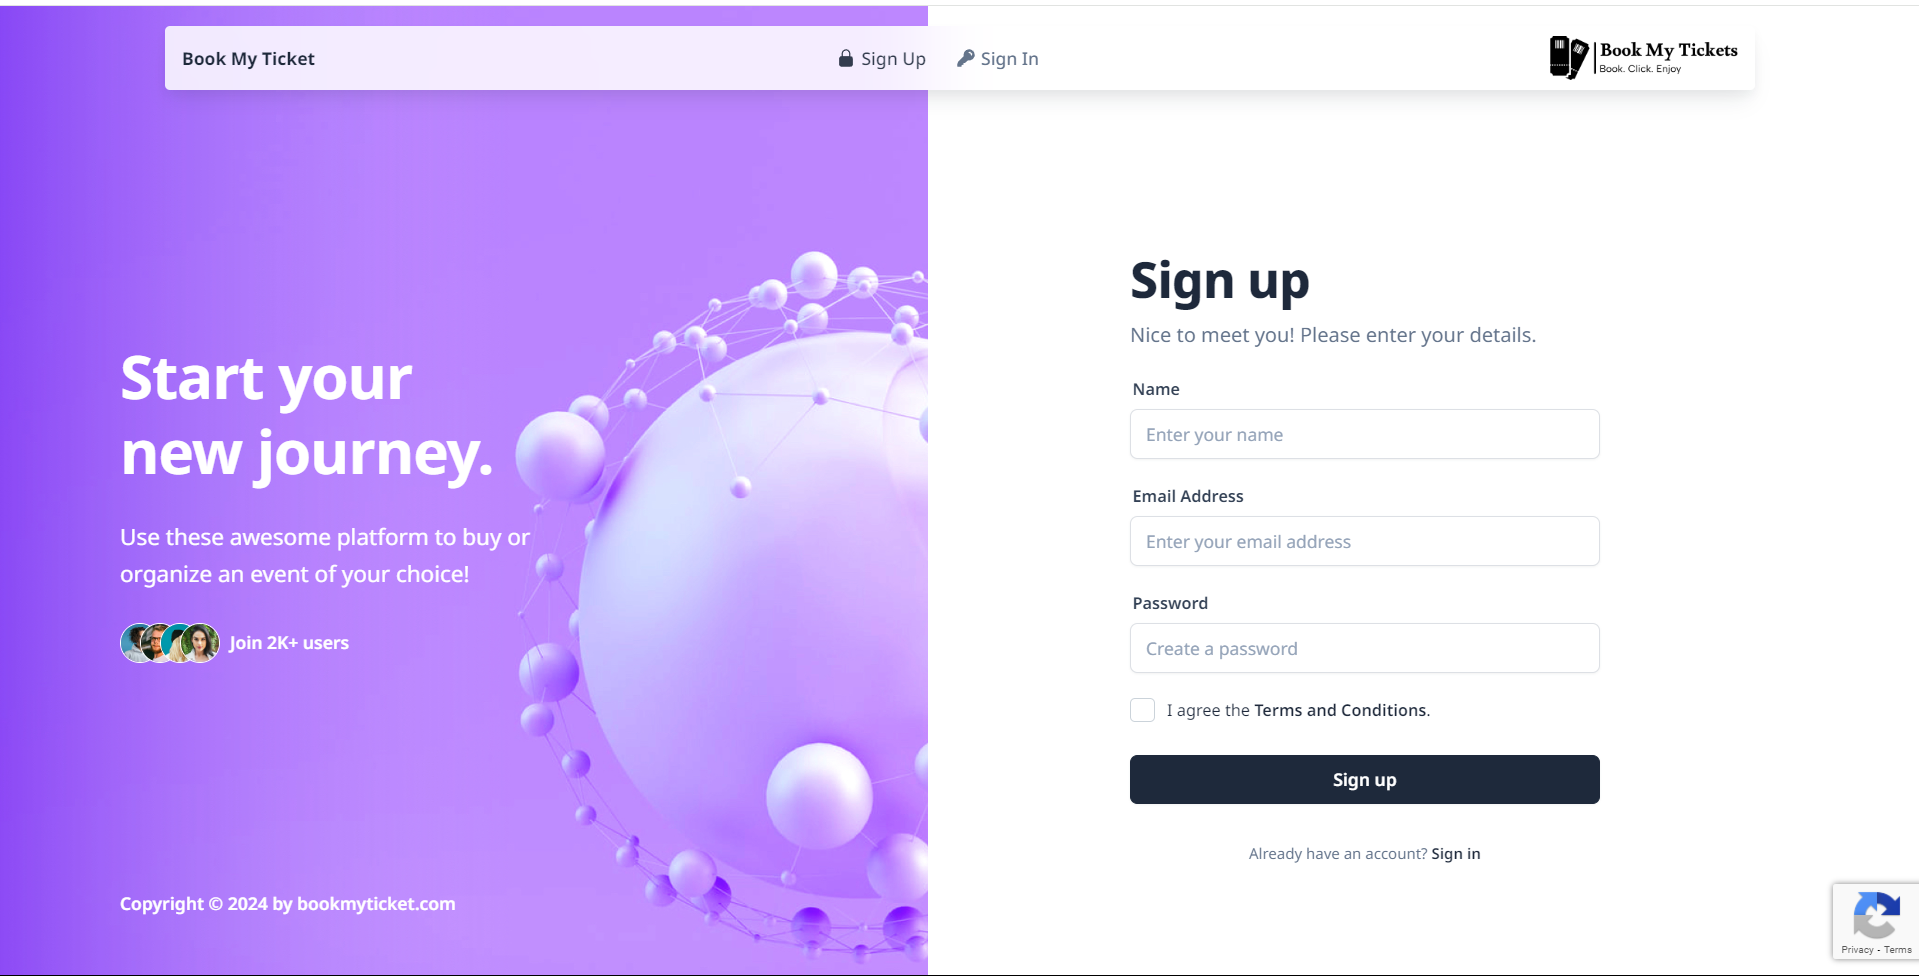 Book My Ticket
Sign Up
Sign In
Book My Tickets
Book. Click. Enjoy
Start your
new journey.
Use these awesome platform to buy or
organize an event of your choice!
Join 2K+ users
Copyright © 2024 by bookmyticket.com
Sign up
Nice to meet you! Please enter your details.
Name
Enter your name
Email Address
Enter your email address
Password
Create a password
I agree the Terms and Conditions.
Sign up
Already have an account? Sign in
Privacy - Terms